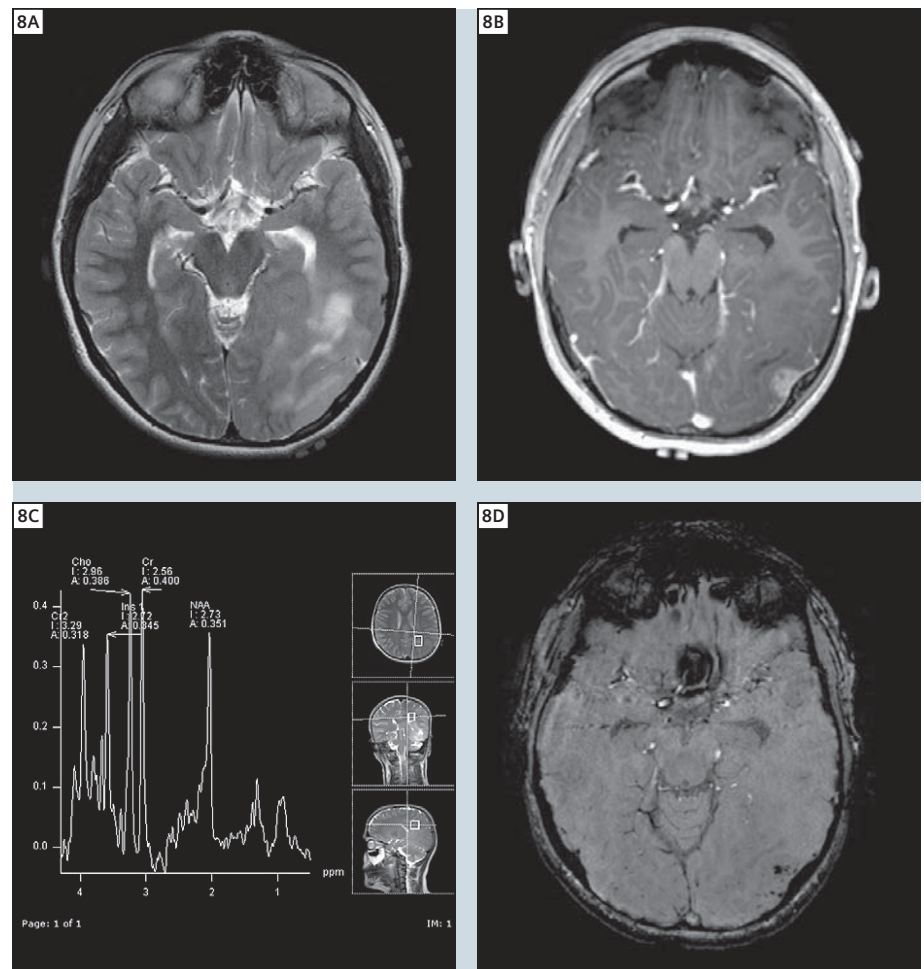 8A
8B
8C
Cho
I : 2.96
A: 0.386
Cr
I : 2.56
A: 0.400
Cr2
I : 3.29
A: 0.318
Ins
I : 2.72
A: 0.345
NAA
I : 2.73
A: 0.351
0.4
0.3
0.2
0.1
0.0
4
3
2
1
ppm
Page: 1 of 1
IM: 1
8D